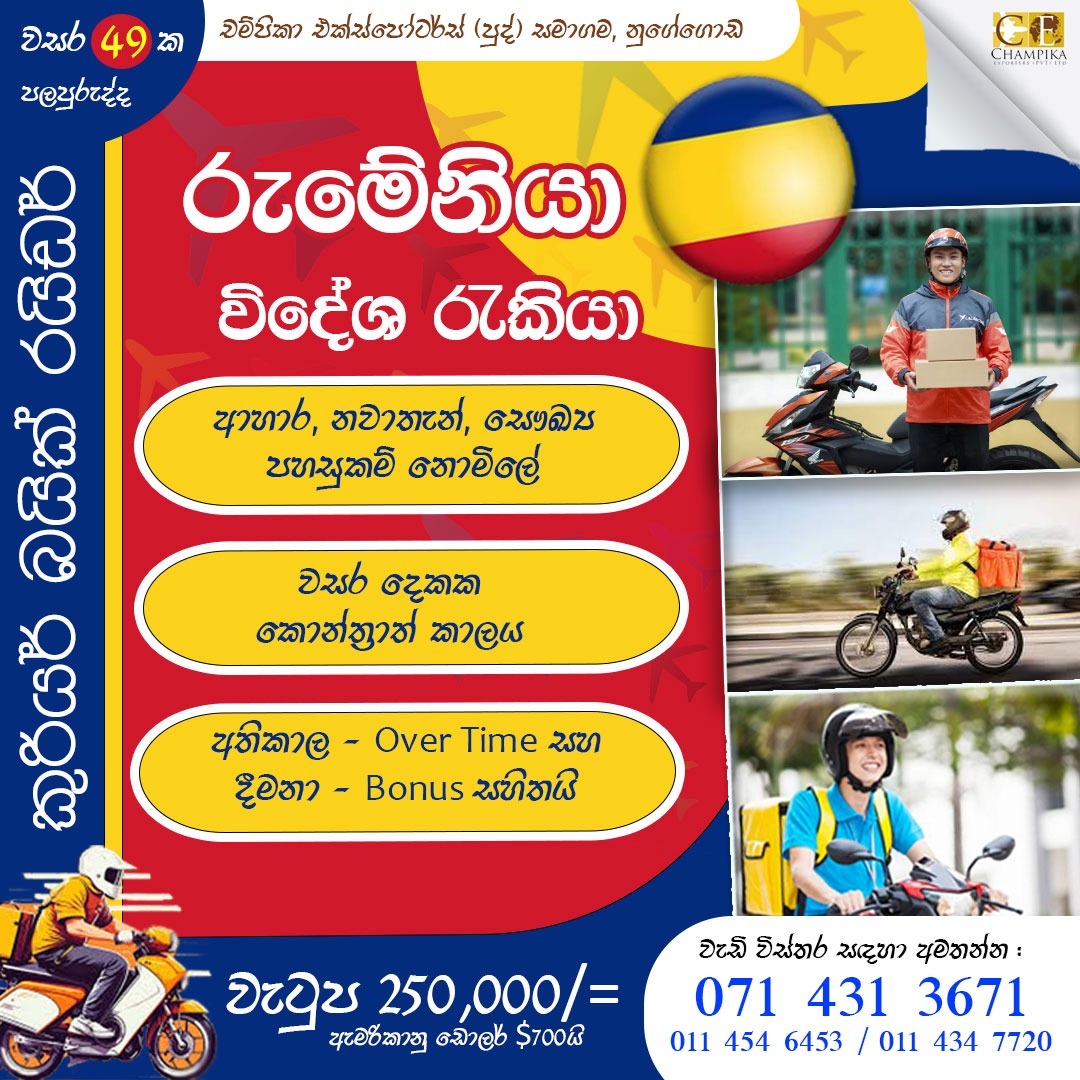 වසර 49 ක
පලපුරුද්ද
චම්පිකා එක්ස්පෝටර්ස් (පුද්) සමාගම, නුගේගොඩ
CE
CHAMPIKA
EXPORTERS (PVT) LTD
කුරියර් බයික් රයිඩර්
රුමේනියා
විදේශ රැකියා
ආහාර, නවාතැන්, සෞඛ්‍ය
පහසුකම් නොමිලේ
වසර දෙකක
කොන්ත්‍රාත් කාලය
අතිකාල - Over Time සහ
දීමනා - Bonus සහිතයි
වැටුප 250,000/=
ඇමරිකානු ඩොලර් $700යි
වැඩි විස්තර සඳහා අමතන්න :
071 431 3671
011 454 6453 / 011 434 7720